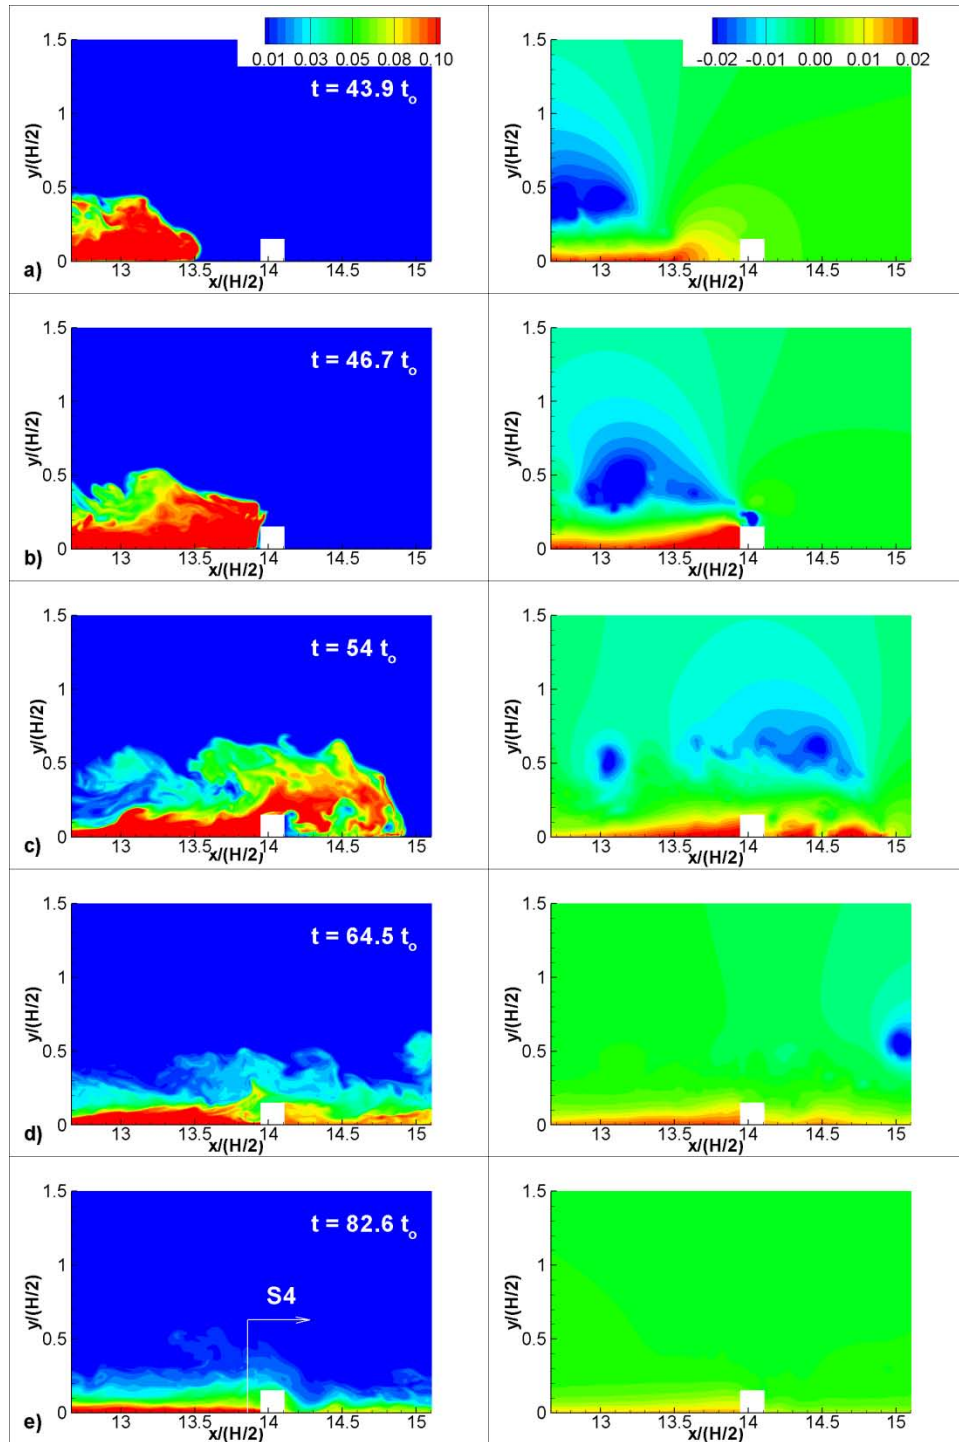 0.01 0.03 0.05 0.08 0.10
-0.02 -0.01 0.00 0.01 0.02
t = 43.9 to
1.5
1
0.5
0
y/(H/2)
13 13.5 14 14.5 15
x/(H/2)
a)
1.5
1
0.5
0
y/(H/2)
13 13.5 14 14.5 15
x/(H/2)
t = 46.7 to
1.5
1
0.5
0
y/(H/2)
13 13.5 14 14.5 15
x/(H/2)
b)
1.5
1
0.5
0
y/(H/2)
13 13.5 14 14.5 15
x/(H/2)
t = 54 to
1.5
1
0.5
0
y/(H/2)
13 13.5 14 14.5 15
x/(H/2)
c)
1.5
1
0.5
0
y/(H/2)
13 13.5 14 14.5 15
x/(H/2)
t = 64.5 to
1.5
1
0.5
0
y/(H/2)
13 13.5 14 14.5 15
x/(H/2)
d)
1.5
1
0.5
0
y/(H/2)
13 13.5 14 14.5 15
x/(H/2)
t = 82.6 to
S4
1.5
1
0.5
0
y/(H/2)
13 13.5 14 14.5 15
x/(H/2)
e)
1.5
1
0.5
0
y/(H/2)
13 13.5 14 14.5 15
x/(H/2)